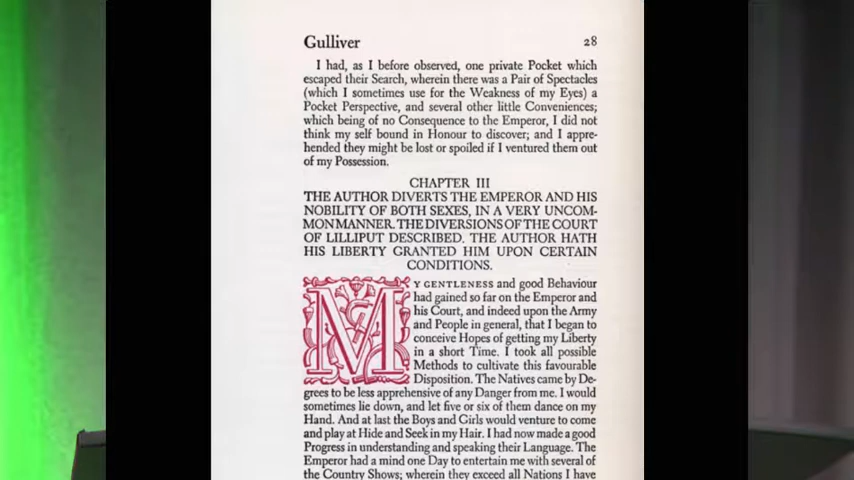 Gulliver 28
I had, as I before observed, one private Pocket which
escaped their Search, wherein there was a Pair of Spectacles
(which I sometimes use for the Weakness of my Eyes) a
Pocket Perspective, and several other little Conveniences;
which being of no Consequence to the Emperor, I did not
think my self bound in Honour to discover; and I appre-
hended they might be lost or spoiled if I ventured them out
of my Possession.
CHAPTER III
THE AUTHOR DIVERTS THE EMPEROR AND HIS
NOBILITY OF BOTH SEXES, IN A VERY UNCOM-
MON MANNER. THE DIVERSIONS OF THE COURT
OF LILLIPUT DESCRIBED. THE AUTHOR HATH
HIS LIBERTY GRANTED HIM UPON CERTAIN
CONDITIONS.
MY GENTLENESS and good Behaviour
had gained so far on the Emperor and
his Court, and indeed upon the Army
and People in general, that I began to
conceive Hopes of getting my Liberty
in a short Time. I took all possible
Methods to cultivate this favourable
Disposition. The Natives came by De-
grees to be less apprehensive of any Danger from me. I would
sometimes lie down, and let five or six of them dance on my
Hand. And at last the Boys and Girls would venture to come
and play at Hide and Seek in my Hair. I had now made a good
Progress in understanding and speaking their Language. The
Emperor had a mind one Day to entertain me with several of
the Country Shows; wherein they exceed all Nations I have